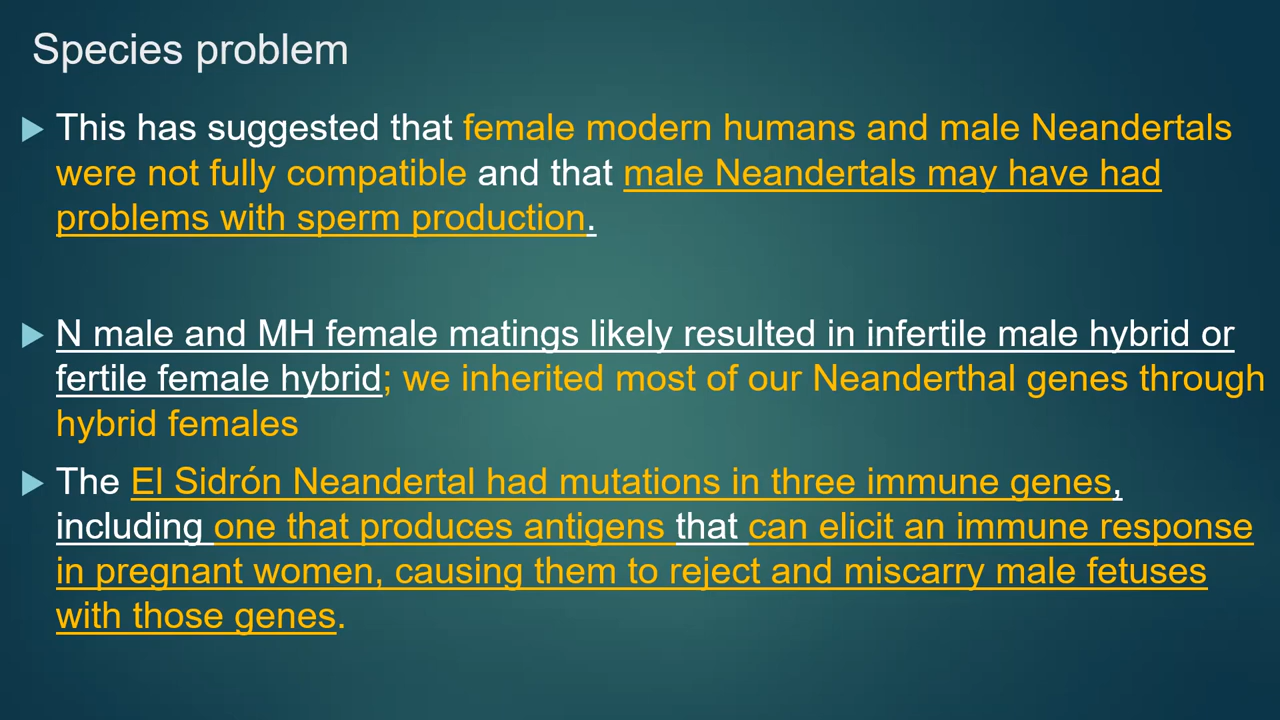 Species problem
This has suggested that female modern humans and male Neandertals
were not fully compatible and that male Neandertals may have had
problems with sperm production.
N male and MH female matings likely resulted in infertile male hybrid or
fertile female hybrid; we inherited most of our Neanderthal genes through
hybrid females
The El Sidrón Neandertal had mutations in three immune genes,
including one that produces antigens that can elicit an immune response
in pregnant women, causing them to reject and miscarry male fetuses
with those genes.